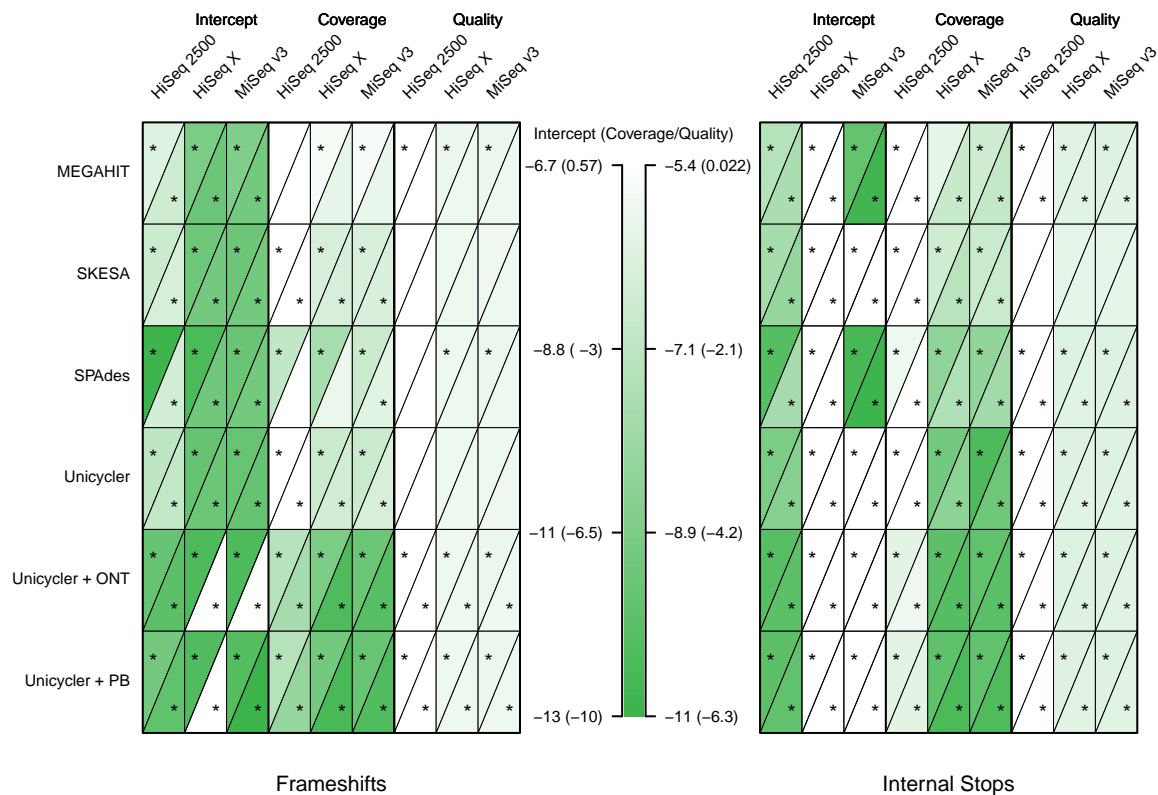 Intercept Coverage Quality
HiSeq 2500 HiSeq X MiSeq v3 HiSeq 2500 HiSeq X MiSeq v3 HiSeq 2500 HiSeq X MiSeq v3
MEGAHIT
SKESA
SPAdes
Unicycler
Unicycler + ONT
Unicycler + PB
Frameshifts
Intercept (Coverage/Quality)
−6.7 (0.57) −5.4 (0.022)
−8.8 ( −3) −7.1 (−2.1)
−11 (−6.5) −8.9 (−4.2)
−13 (−10) −11 (−6.3)
Intercept Coverage Quality
HiSeq 2500 HiSeq X MiSeq v3 HiSeq 2500 HiSeq X MiSeq v3 HiSeq 2500 HiSeq X MiSeq v3
Internal Stops